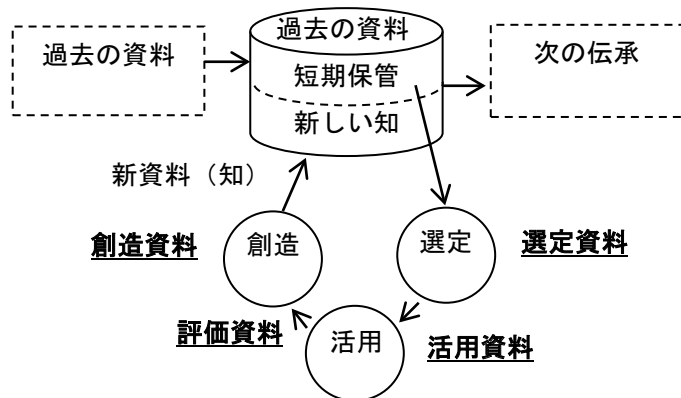 過去の資料
過去の資料
短期保管
新しい知
次の伝承
新資料（知）
創造資料
創造
選定
選定資料
評価資料
活用
活用資料